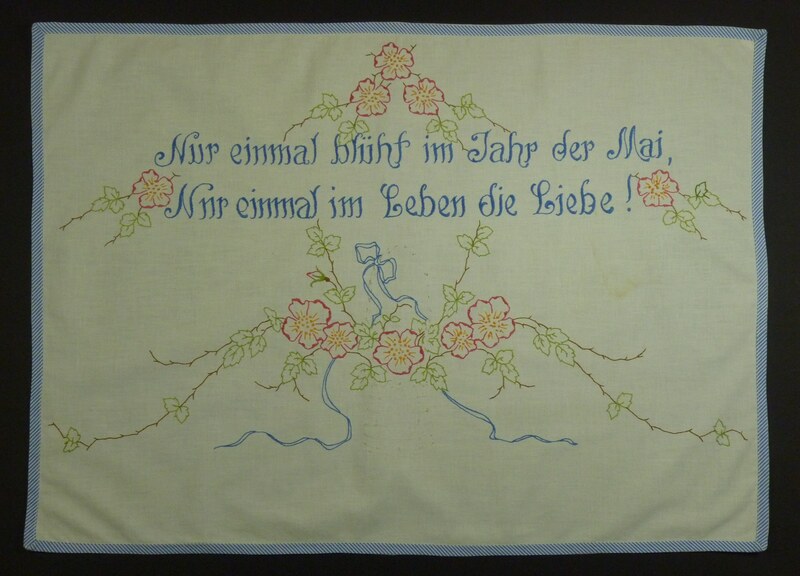 Nur einmal blüht im Jahr der Mai,
Nur einmal im Leben die Liebe!